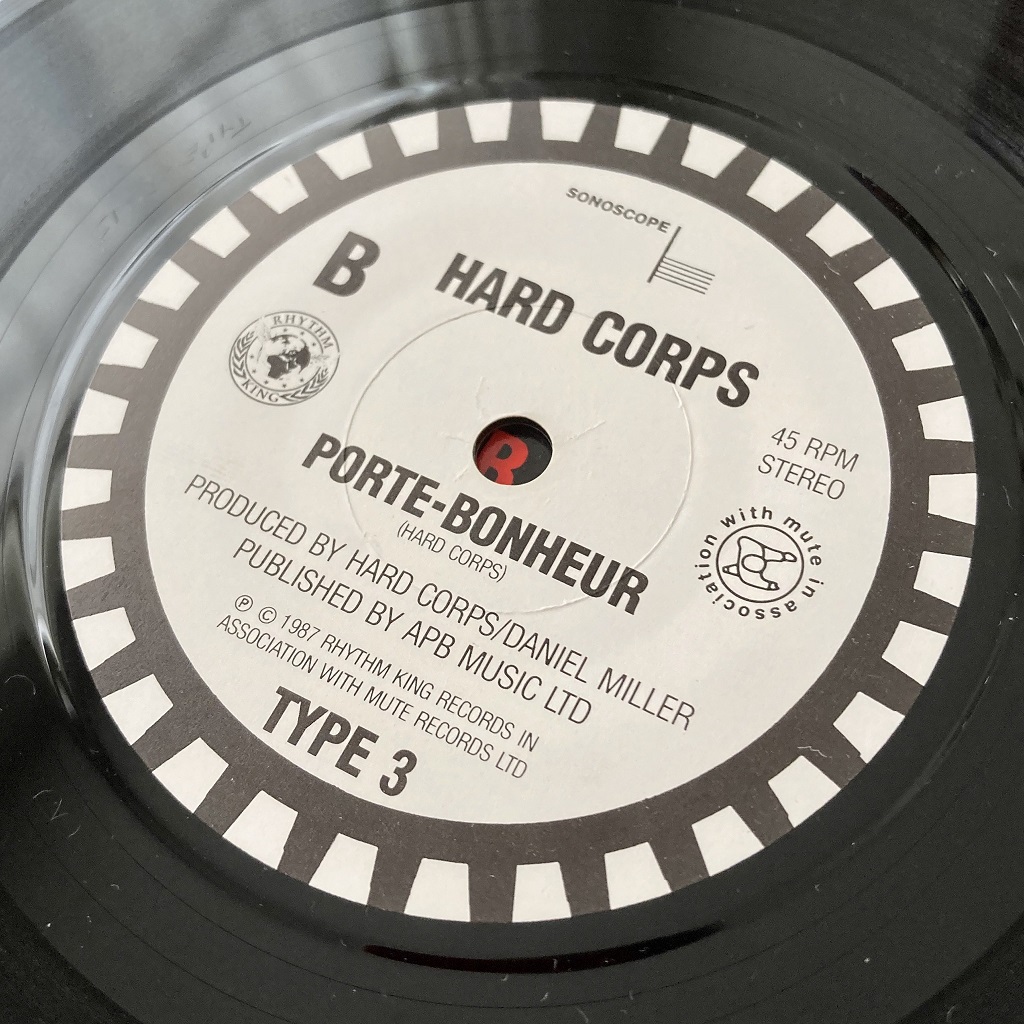 SONOSCOPE
B
HARD CORPS
RHYTHM
KING
45 RPM
STEREO
B
PORTE-BONHEUR
(HARD CORPS)
with mute in association
PRODUCED BY HARD CORPS/DANIEL MILLER
PUBLISHED BY APB MUSIC LTD
℗ © 1987 RHYTHM KING RECORDS IN
ASSOCIATION WITH MUTE RECORDS LTD
TYPE 3